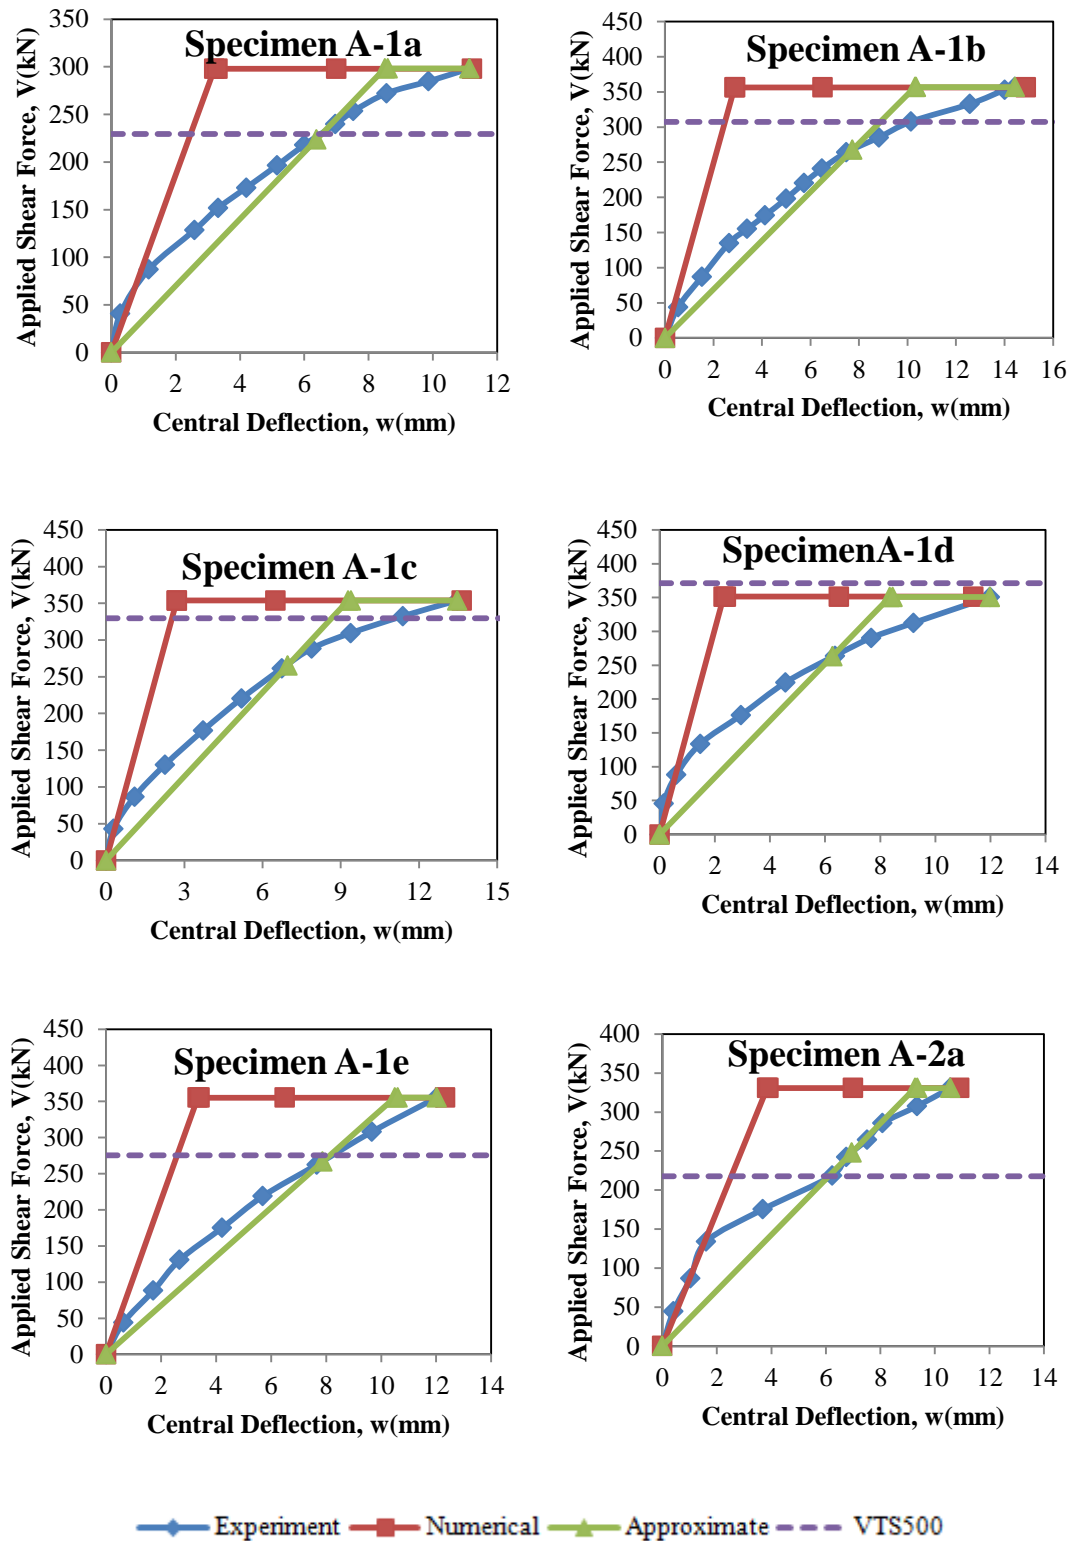 Specimen A-1a
Applied Shear Force, V(kN)
350
300
250
200
150
100
50
0
0 2 4 6 8 10 12
Central Deflection, w(mm)
Specimen A-1b
Applied Shear Force, V(kN)
450
400
350
300
250
200
150
100
50
0
0 2 4 6 8 10 12 14 16
Central Deflection, w(mm)
Specimen A-1c
Applied Shear Force, V(kN)
450
400
350
300
250
200
150
100
50
0
0 3 6 9 12 15
Central Deflection, w(mm)
SpecimenA-1d
Applied Shear Force, V(kN)
450
400
350
300
250
200
150
100
50
0
0 2 4 6 8 10 12 14
Central Deflection, w(mm)
Specimen A-1e
Applied Shear Force, V(kN)
450
400
350
300
250
200
150
100
50
0
0 2 4 6 8 10 12 14
Central Deflection, w(mm)
Specimen A-2a
Applied Shear Force, V(kN)
400
350
300
250
200
150
100
50
0
0 2 4 6 8 10 12 14
Central Deflection, w(mm)
Experiment Numerical Approximate VTS500